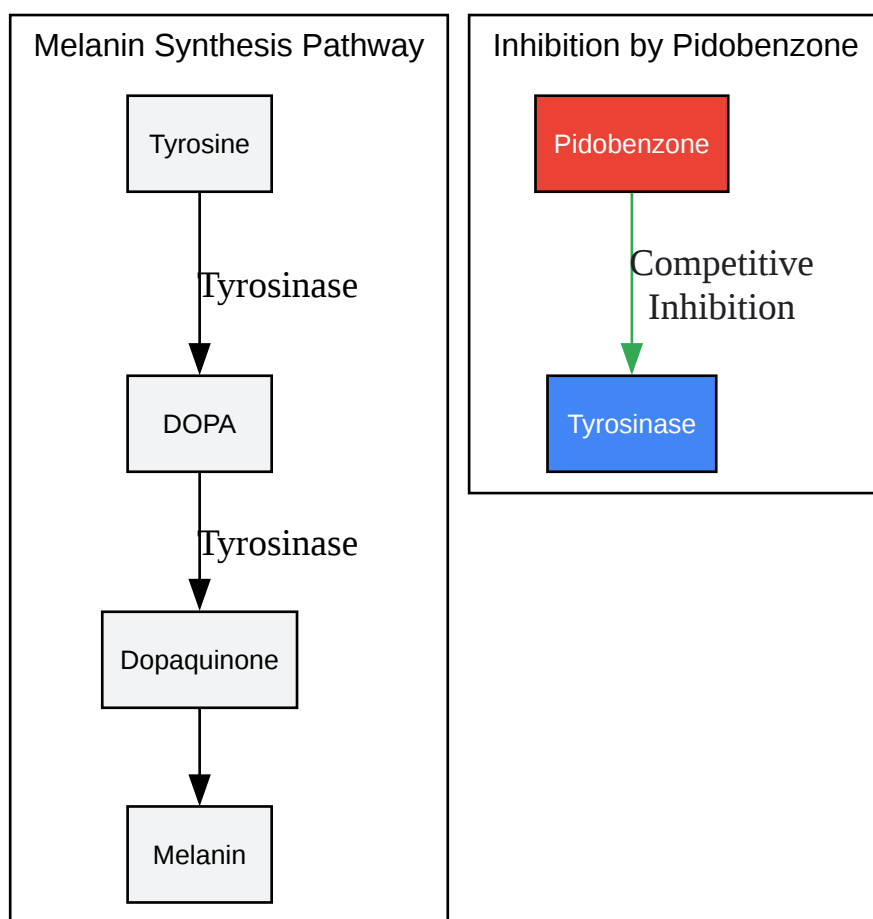 Melanin Synthesis Pathway
Tyrosine
Tyrosinase
DOPA
Tyrosinase
Dopaquinone
Melanin
Inhibition by Pidobenzone
Pidobenzone
Competitive
Inhibition
Tyrosinase